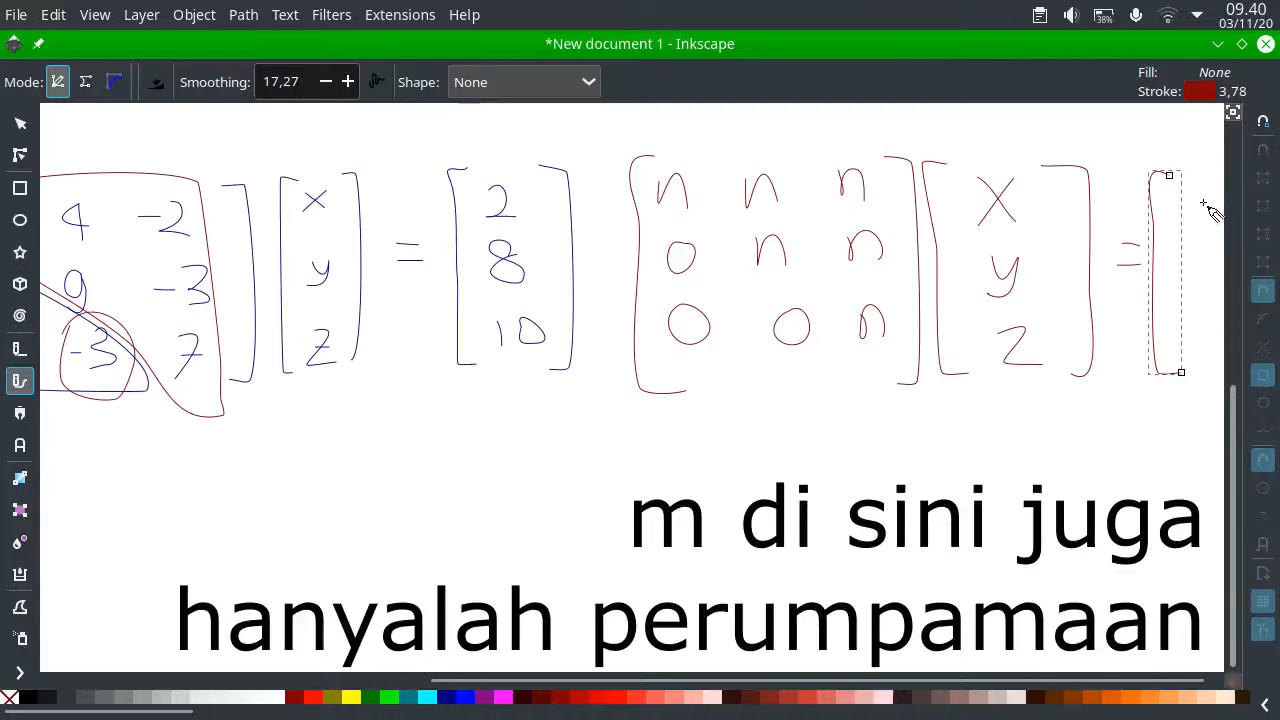 File Edit View Layer Object Path Text Filters Extensions Help
38%
09.40
03/11/20
*New document 1 - Inkscape
Mode: Smoothing: 17,27 − + Shape: None
Fill: None
Stroke: 3,78
4 -2 x = 2 n n n x =
9 -3 y 8 0 n n y
-3 7 z 10 0 0 n z
m di sini juga
hanyalah perumpamaan